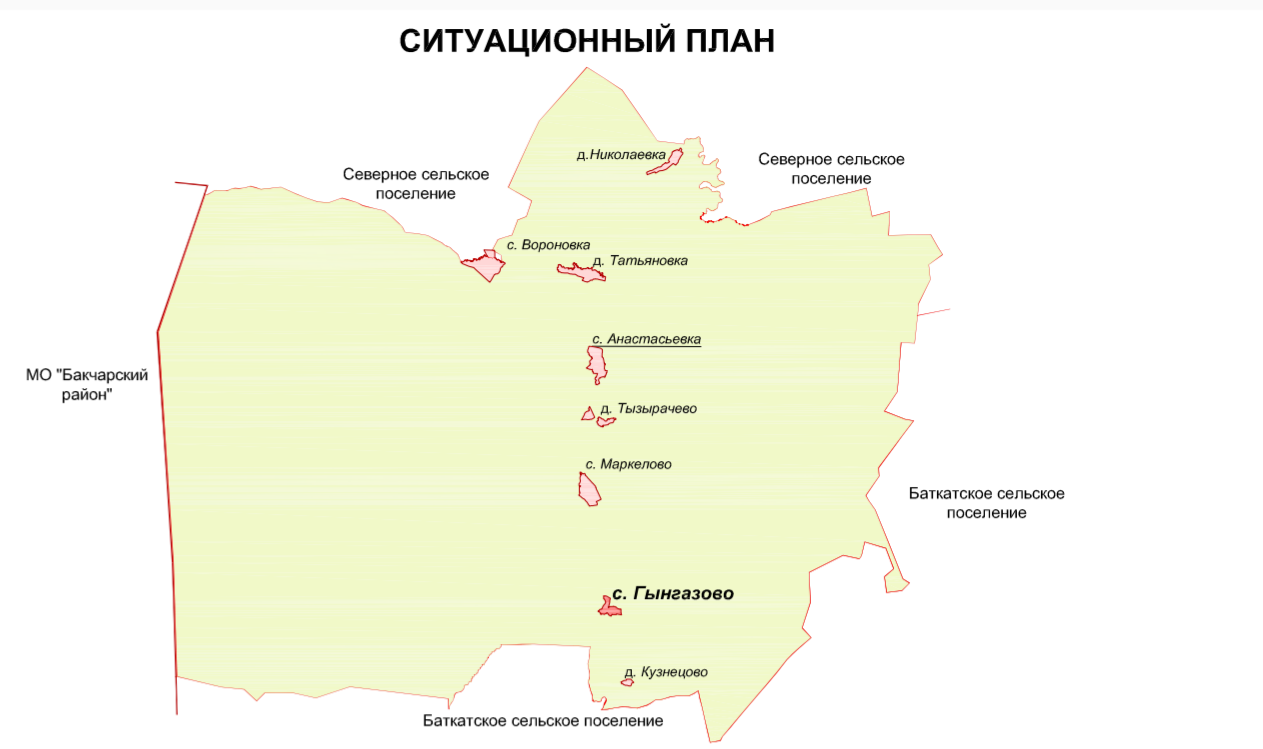 СИТУАЦИОННЫЙ ПЛАН
д.Николаевка
Северное сельское
поселение
Северное сельское
поселение
с. Вороновка
д. Татьяновка
с. Анастасьевка
МО "Бакчарский
район"
д. Тызырачево
с. Маркелово
Баткатское сельское
поселение
с. Гынгазово
д. Кузнецово
Баткатское сельское поселение